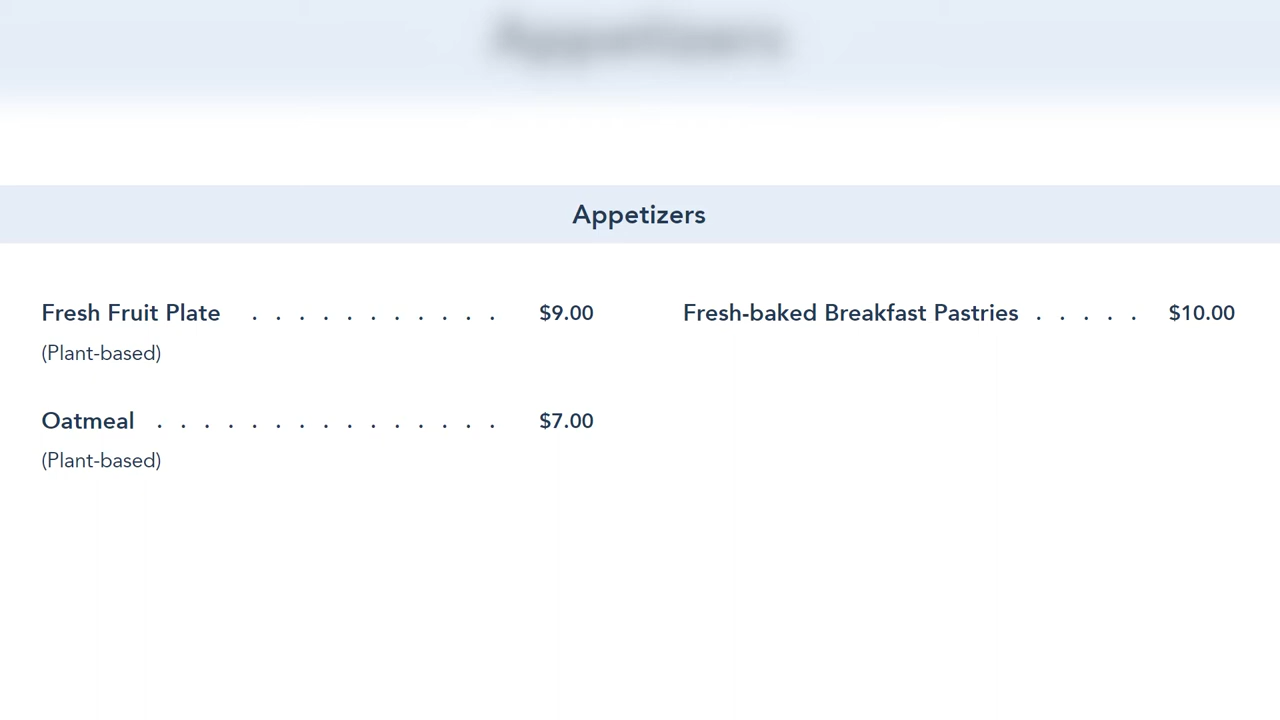 Appetizers
Appetizers
Fresh Fruit Plate . . . . . . . . . . . $9.00
(Plant-based)
Oatmeal . . . . . . . . . . . . . . . $7.00
(Plant-based)
Fresh-baked Breakfast Pastries . . . . . $10.00